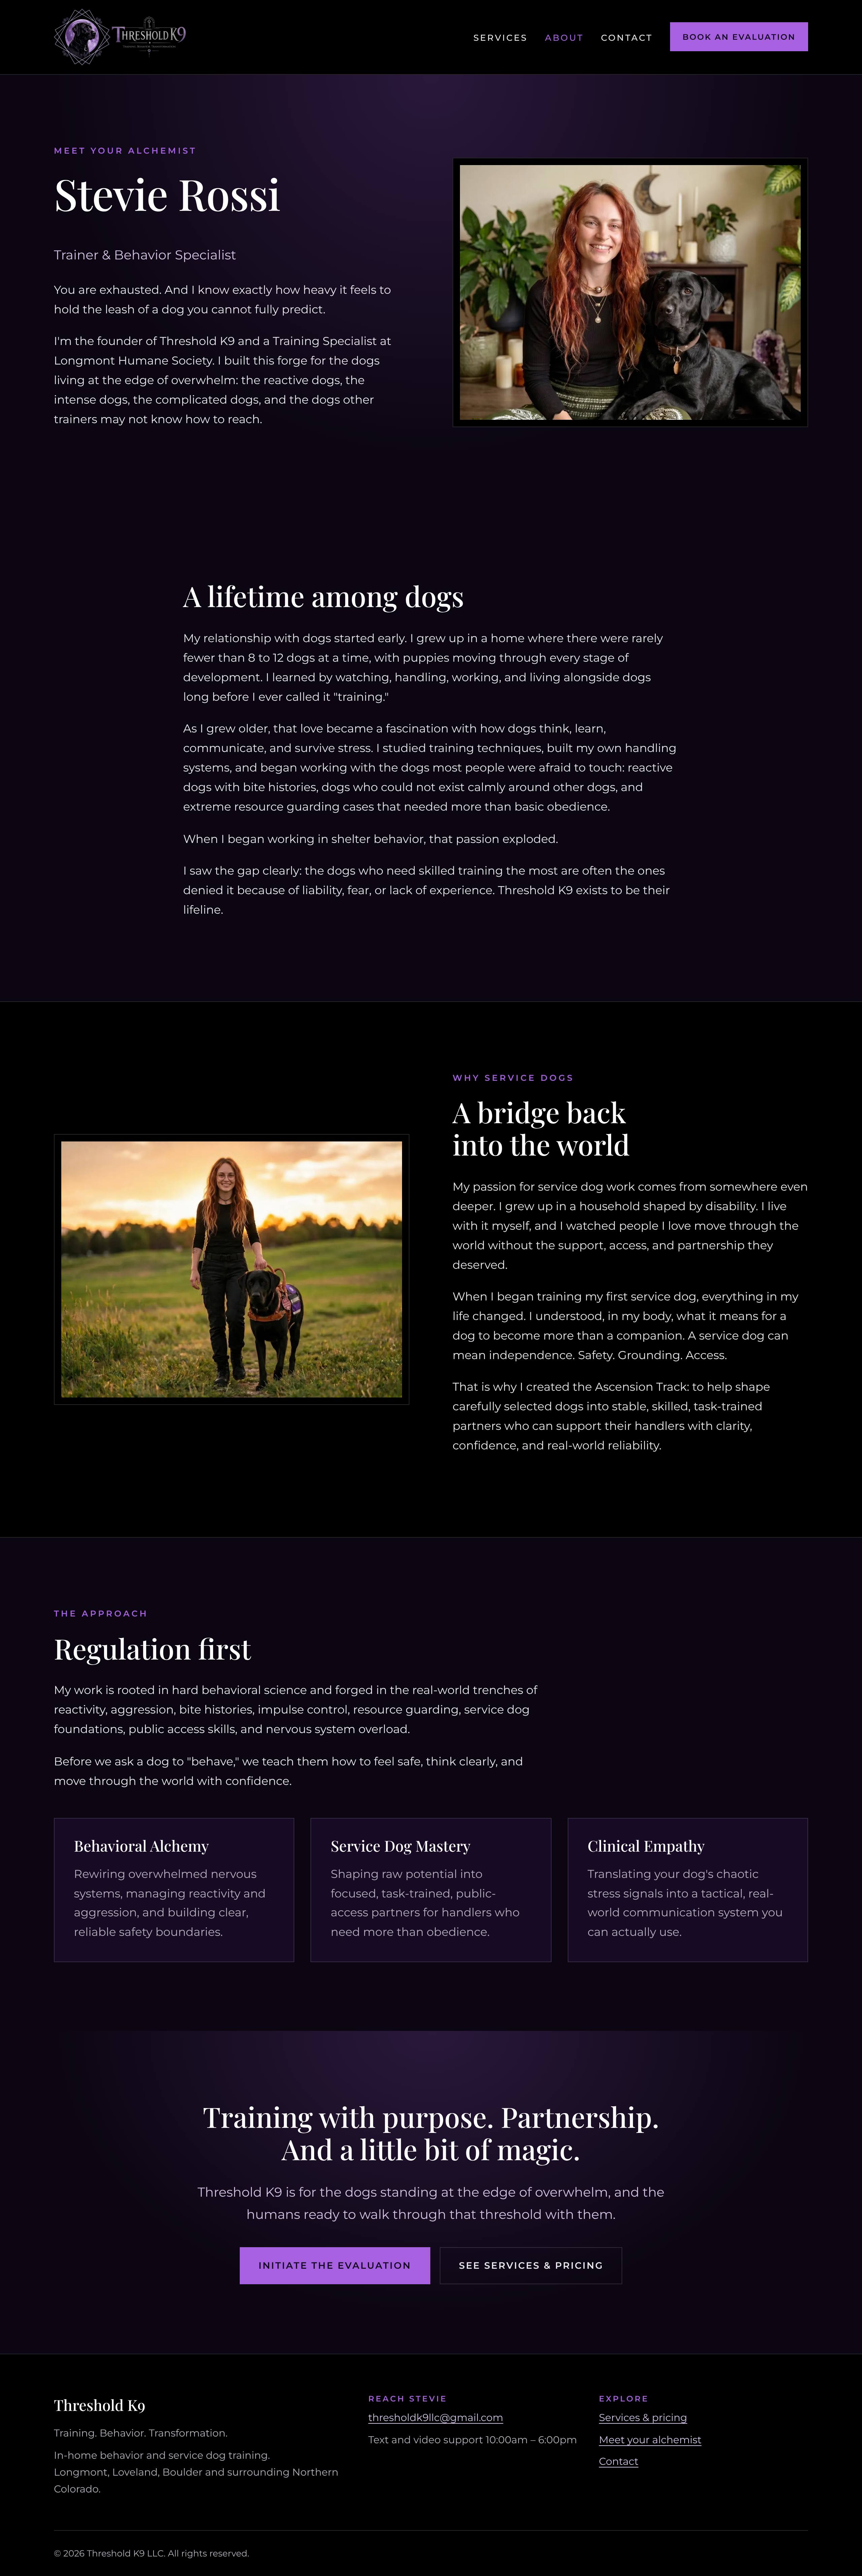 THRESHOLD K9
SERVICES
ABOUT
CONTACT
BOOK AN EVALUATION
MEET YOUR ALCHEMIST
Stevie Rossi
Trainer & Behavior Specialist
You are exhausted. And I know exactly how heavy it feels to
hold the leash of a dog you cannot fully predict.
I'm the founder of Threshold K9 and a Training Specialist at
Longmont Humane Society. I built this forge for the dogs
living at the edge of overwhelm: the reactive dogs, the
intense dogs, the complicated dogs, and the dogs other
trainers may not know how to reach.
A lifetime among dogs
My relationship with dogs started early. I grew up in a home where there were rarely
fewer than 8 to 12 dogs at a time, with puppies moving through every stage of
development. I learned by watching, handling, working, and living alongside dogs
long before I ever called it "training."
As I grew older, that love became a fascination with how dogs think, learn,
communicate, and survive stress. I studied training techniques, built my own handling
systems, and began working with the dogs most people were afraid to touch: reactive
dogs with bite histories, dogs who could not exist calmly around other dogs, and
extreme resource guarding cases that needed more than basic obedience.
When I began working in shelter behavior, that passion exploded.
I saw the gap clearly: the dogs who need skilled training the most are often the ones
denied it because of liability, fear, or lack of experience. Threshold K9 exists to be their
lifeline.
WHY SERVICE DOGS
A bridge back
into the world
My passion for service dog work comes from somewhere even
deeper. I grew up in a household shaped by disability. I live
with it myself, and I watched people I love move through the
world without the support, access, and partnership they
deserved.
When I began training my first service dog, everything in my
life changed. I understood, in my body, what it means for a
dog to become more than a companion. A service dog can
mean independence. Safety. Grounding. Access.
That is why I created the Ascension Track: to help shape
carefully selected dogs into stable, skilled, task-trained
partners who can support their handlers with clarity,
confidence, and real-world reliability.
THE APPROACH
Regulation first
My work is rooted in hard behavioral science and forged in the real-world trenches of
reactivity, aggression, bite histories, impulse control, resource guarding, service dog
foundations, public access skills, and nervous system overload.
Before we ask a dog to "behave," we teach them how to feel safe, think clearly, and
move through the world with confidence.
Behavioral Alchemy
Rewiring overwhelmed nervous
systems, managing reactivity and
aggression, and building clear,
reliable safety boundaries.
Service Dog Mastery
Shaping raw potential into
focused, task-trained, public-
access partners for handlers who
need more than obedience.
Clinical Empathy
Translating your dog's chaotic
stress signals into a tactical, real-
world communication system you
can actually use.
Training with purpose. Partnership.
And a little bit of magic.
Threshold K9 is for the dogs standing at the edge of overwhelm, and the
humans ready to walk through that threshold with them.
INITIATE THE EVALUATION
SEE SERVICES & PRICING
Threshold K9
Training. Behavior. Transformation.
In-home behavior and service dog training.
Longmont, Loveland, Boulder and surrounding Northern
Colorado.
REACH STEVIE
thresholdk9llc@gmail.com
Text and video support 10:00am – 6:00pm
EXPLORE
Services & pricing
Meet your alchemist
Contact
© 2026 Threshold K9 LLC. All rights reserved.